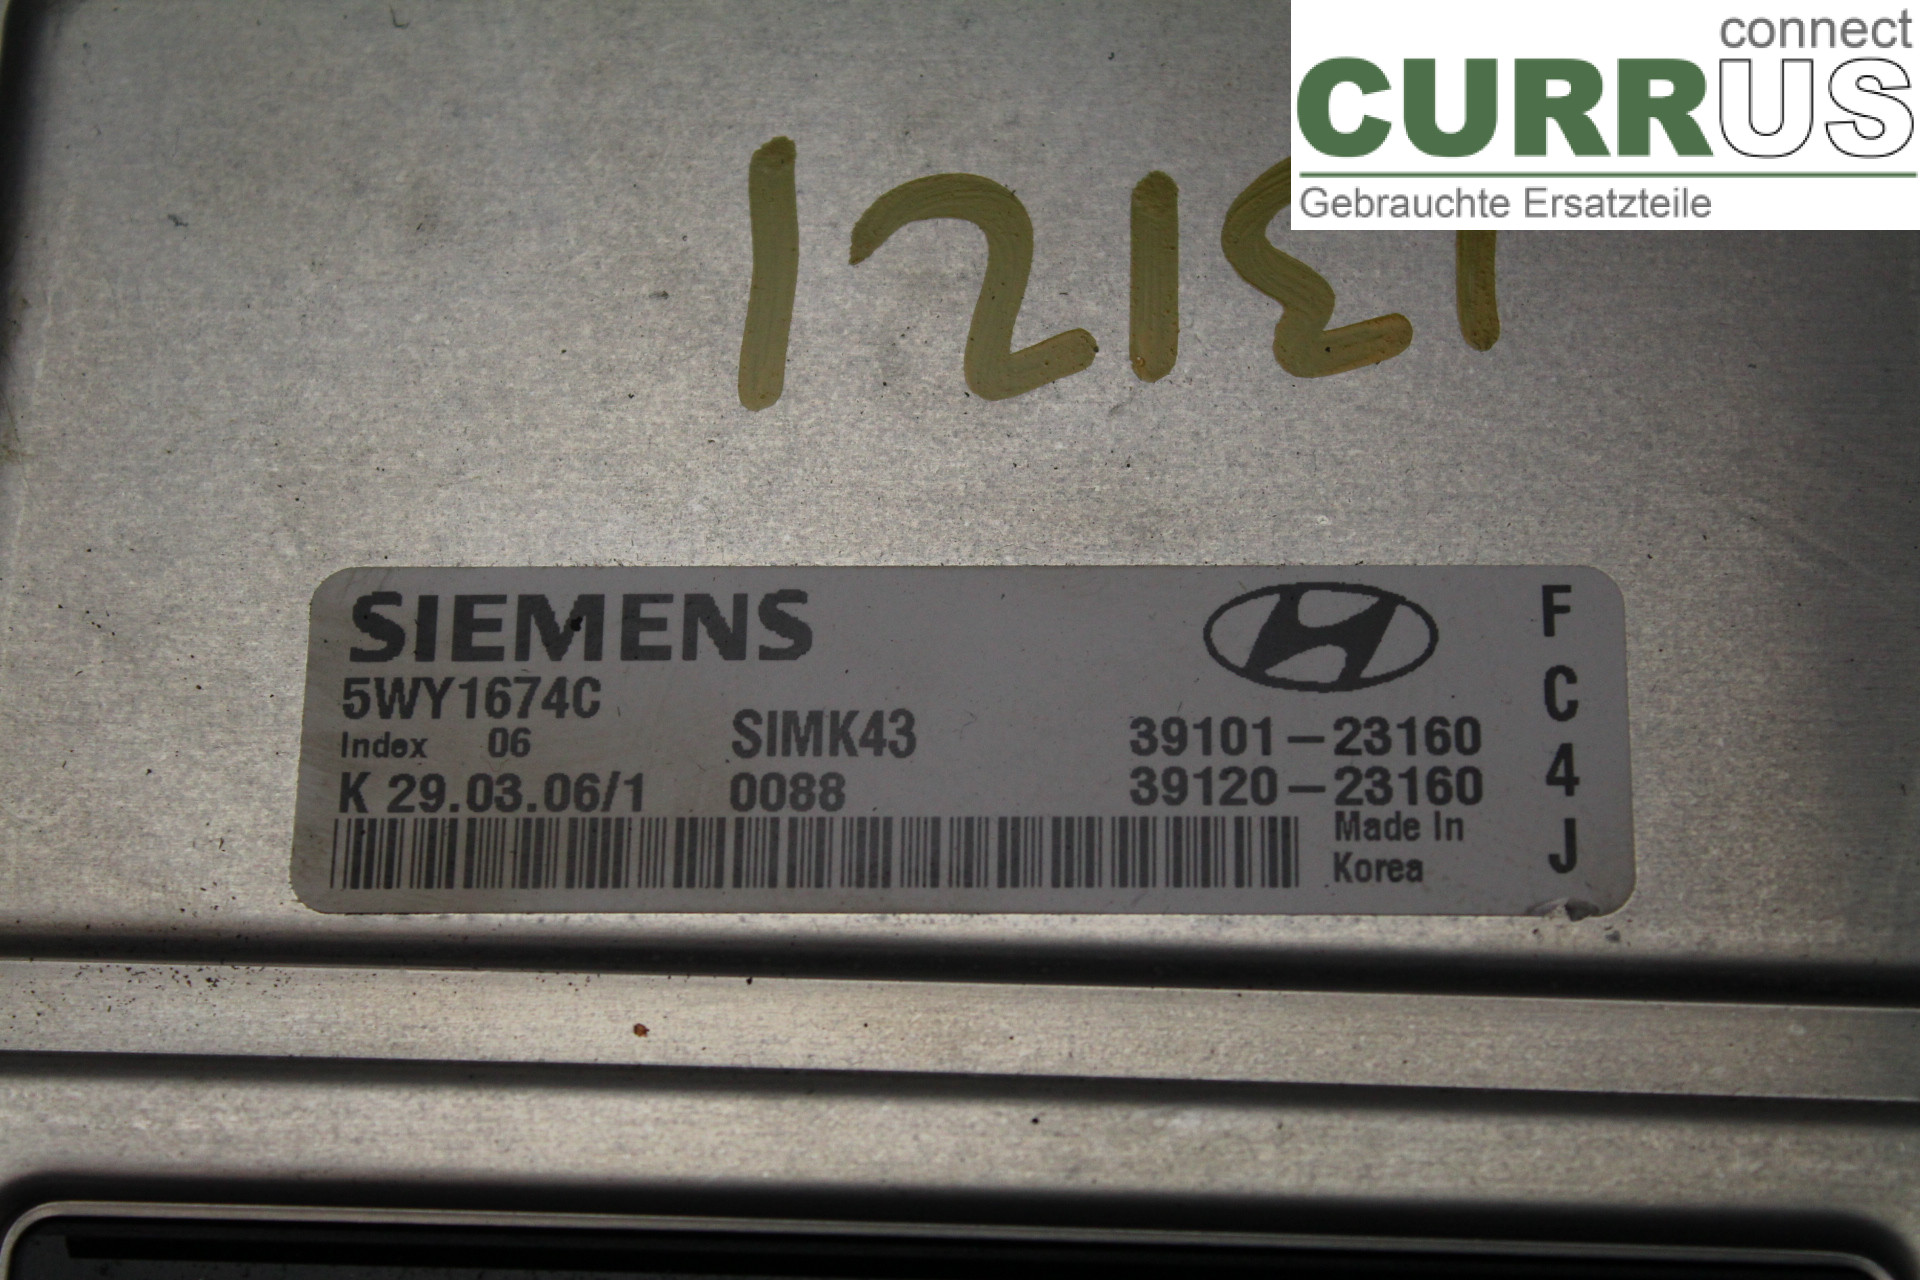 connect
CURRUS
Gebrauchte Ersatzteile
SIEMENS
5WY1674C
Index 06
SIMK43
K 29.03.06/1 0088
39101-23160
39120-23160
Made In
Korea
F
C
4
J